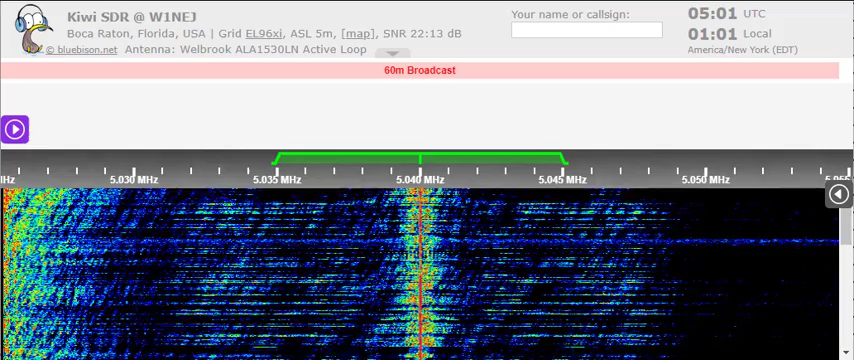 Kiwi SDR @ W1NEJ
Boca Raton, Florida, USA | Grid EL96xi, ASL 5m, [map], SNR 22:13 dB
© bluebison.net Antenna: Welbrook ALA1530LN Active Loop
Your name or callsign:
05:01 UTC
01:01 Local
America/New York (EDT)
60m Broadcast
5.030 MHz 5.035 MHz 5.040 MHz 5.045 MHz 5.050 MHz